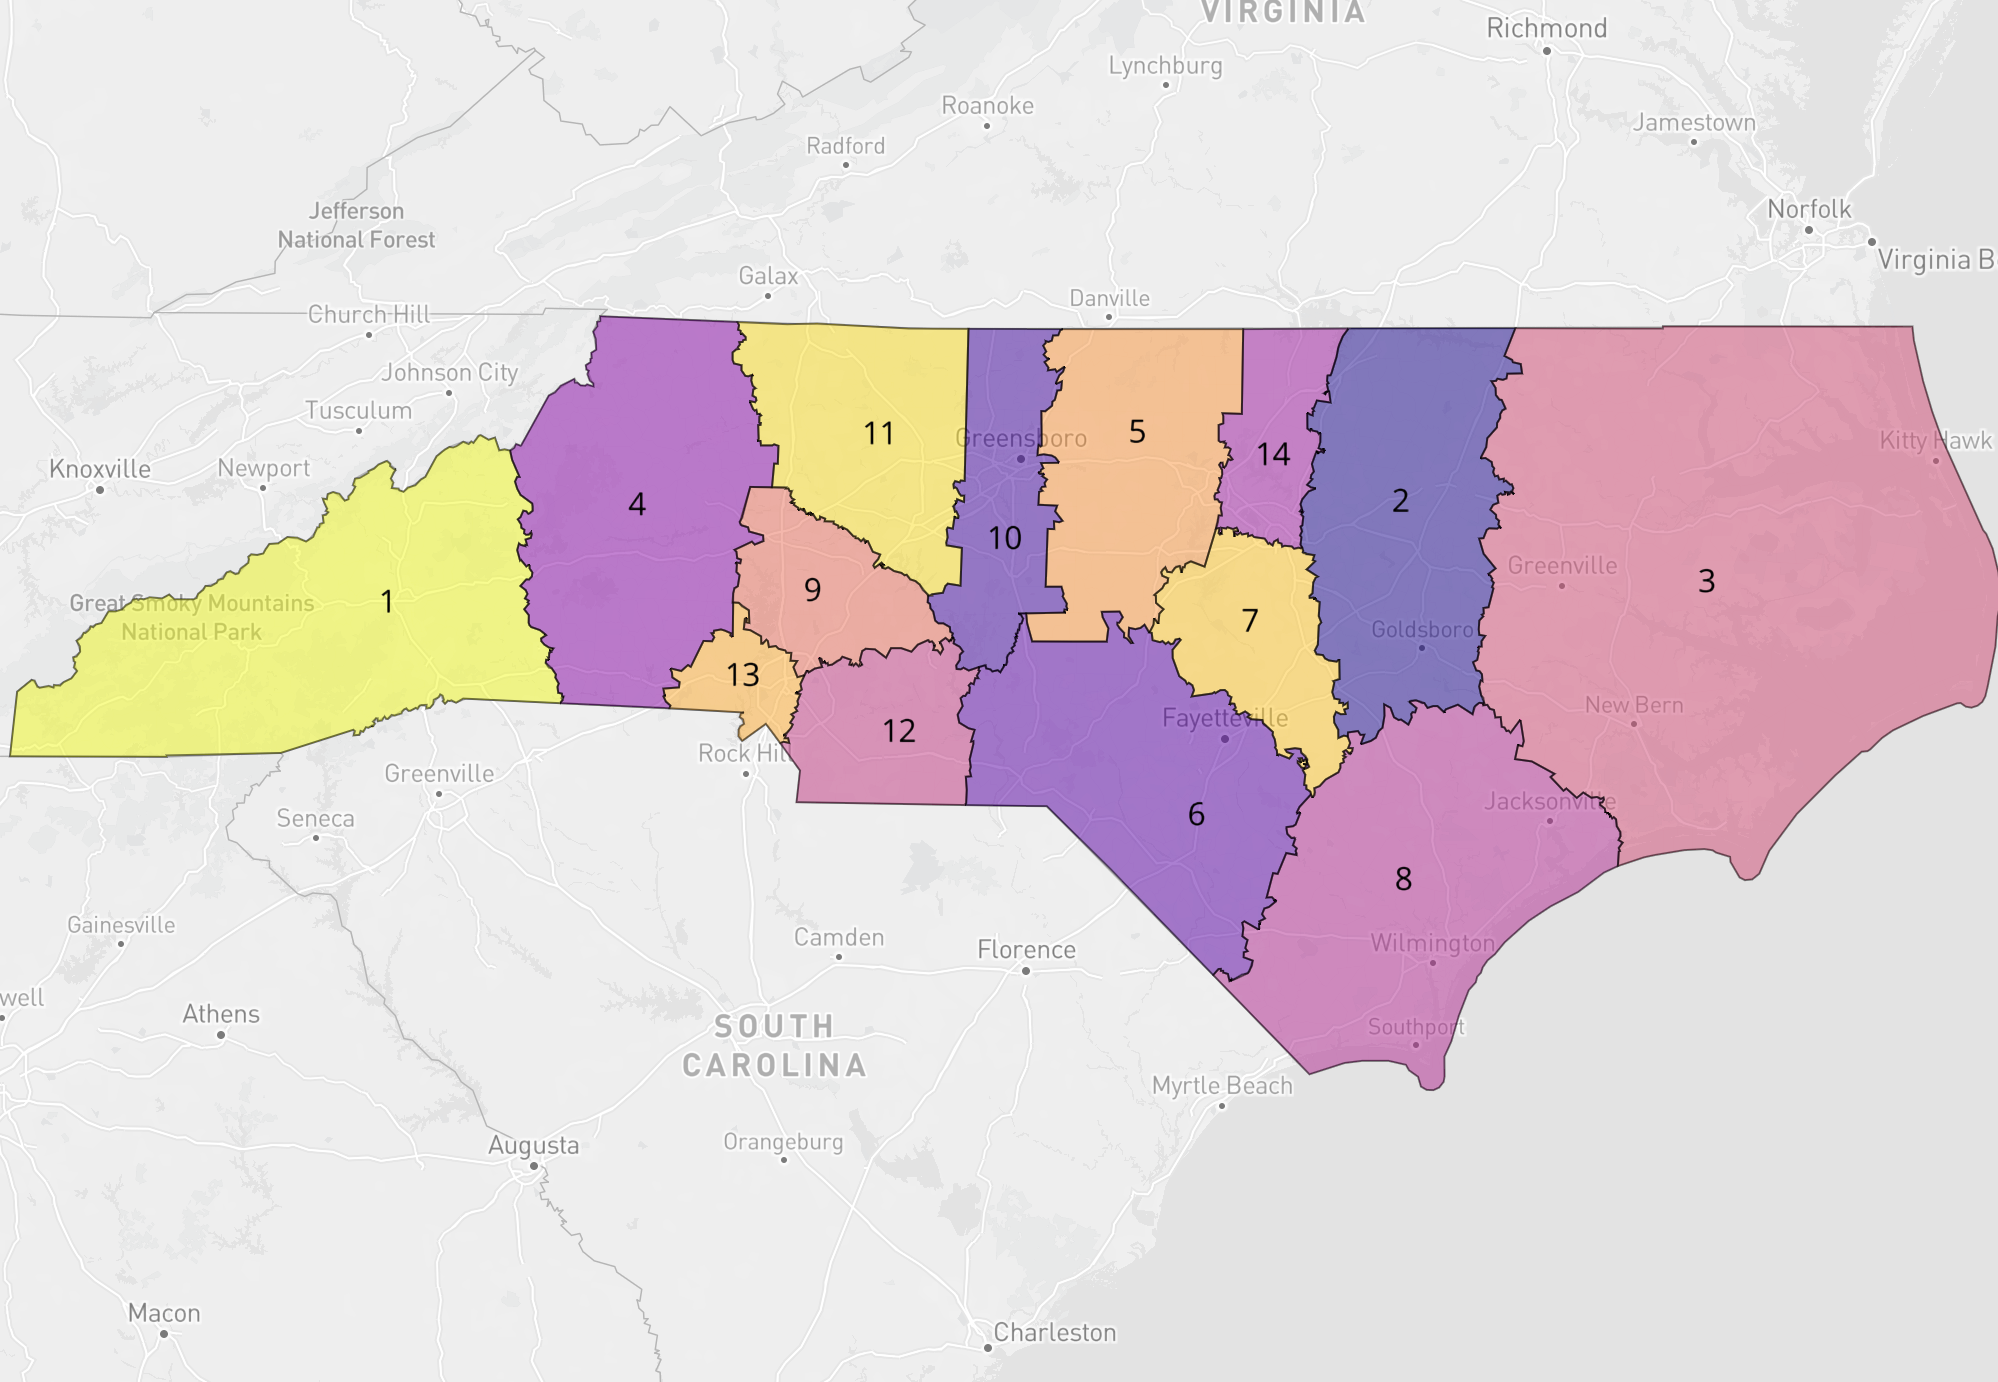 VIRGINIA
Richmond
Lynchburg
Roanoke
Jamestown
Radford
Jefferson
National Forest
Norfolk
Virginia B
Galax
Danville
Church Hill
Johnson City
Tusculum
Knoxville
Newport
Greensboro
Kitty Hawk
11
5
14
4
2
10
Greenville
3
9
Great Smoky Mountains
National Park
1
7
Goldsboro
13
12
Fayetteville
New Bern
Rock Hill
Greenville
Jacksonville
6
Seneca
8
Gainesville
Camden
Florence
Wilmington
well
Athens
SOUTH
CAROLINA
Southport
Myrtle Beach
Augusta
Orangeburg
Macon
Charleston